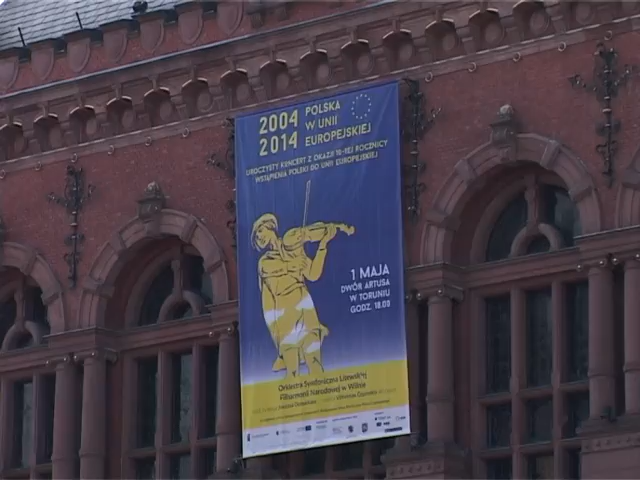 2004 POLSKA
W UNII
2014 EUROPEJSKIEJ
UROCZYSTY KONCERT Z OKAZJI 10-TEJ ROCZNICY
WSTĄPIENIA POLSKI DO UNII EUROPEJSKIEJ
1 MAJA
DWÓR ARTUSA
W TORUNIU
GODZ. 18.00
Orkiestra Symfoniczna Litewskiej
Filharmonii Narodowej w Wilnie